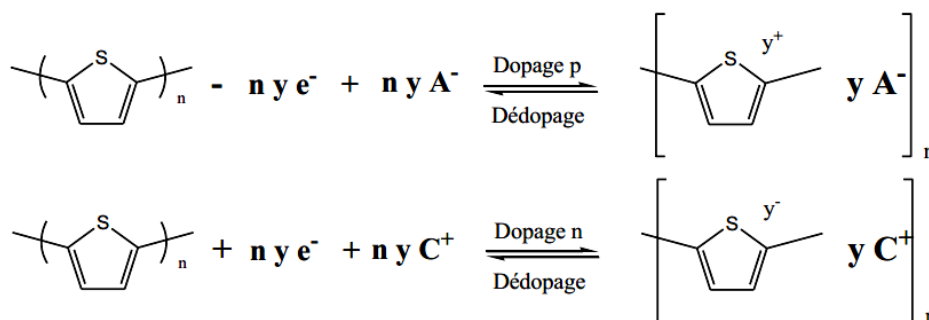 S y⁺
( )n - n y e⁻ + n y A⁻ Dopage p [ S y A⁻ ]n
Dédopage
S y⁻
( )n + n y e⁻ + n y C⁺ Dopage n [ S y C⁺ ]n
Dédopage